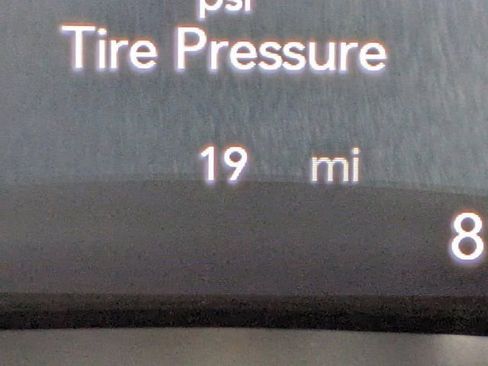 psi
Tire Pressure
19 mi
8